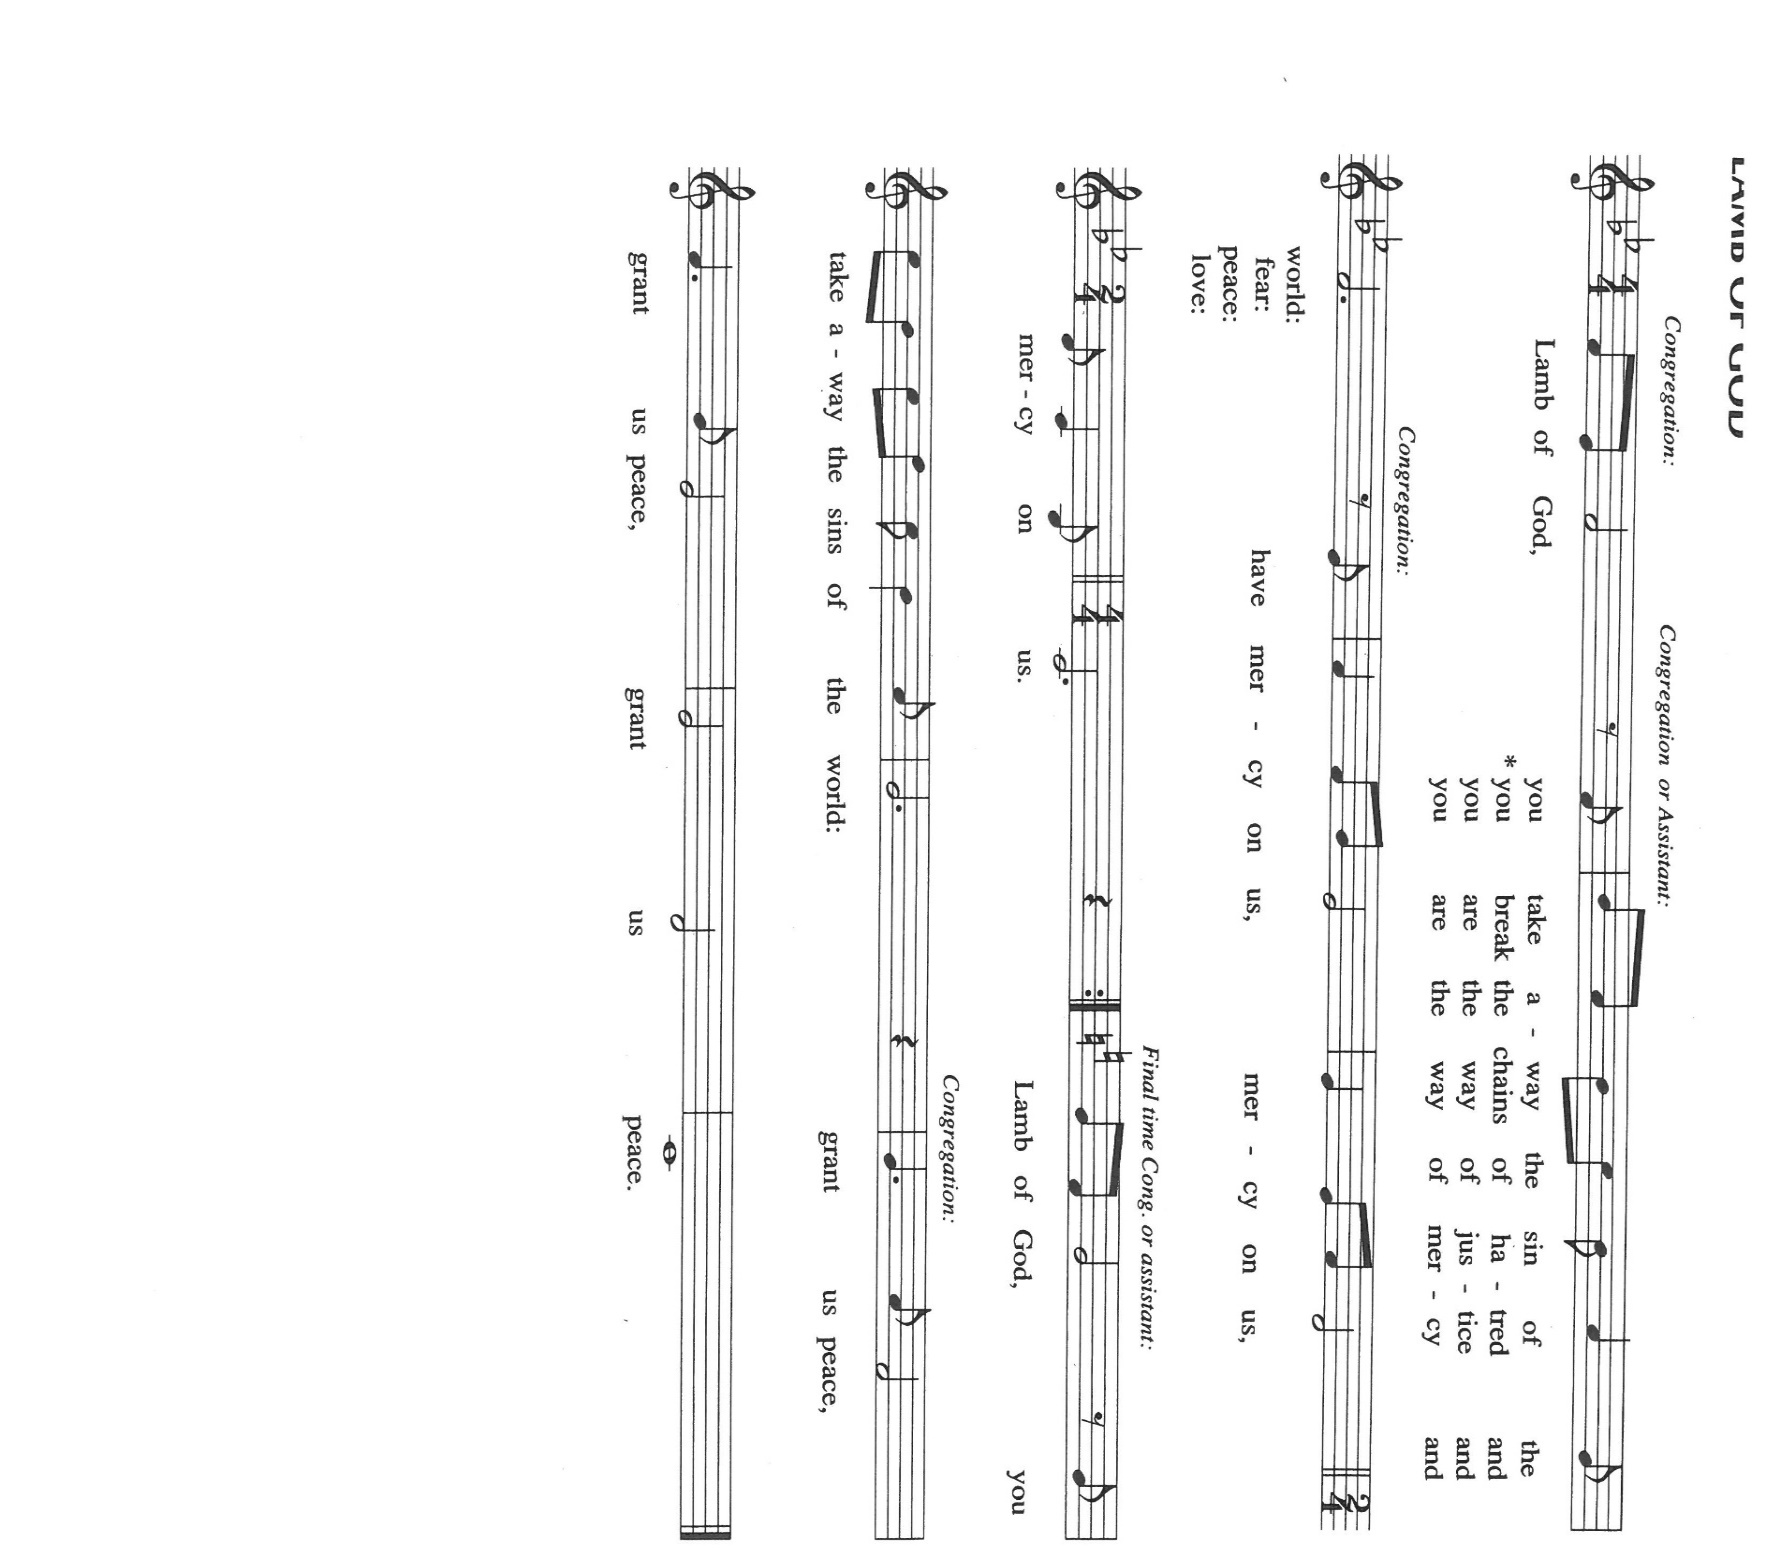 LAMB OF GOD
Congregation: Congregation or Assistant:
Lamb of God, you take a - way the sin of the
*you break the chains of ha - tred and
you are the way of jus - tice and
you are the way of mer - cy and
Congregation:
world: have mer - cy on us, mer - cy on us,
fear:
peace:
love:
Final time Cong. or assistant:
mer - cy on us. Lamb of God, you
Congregation:
take a - way the sins of the world: grant us peace,
grant us peace, grant us peace.